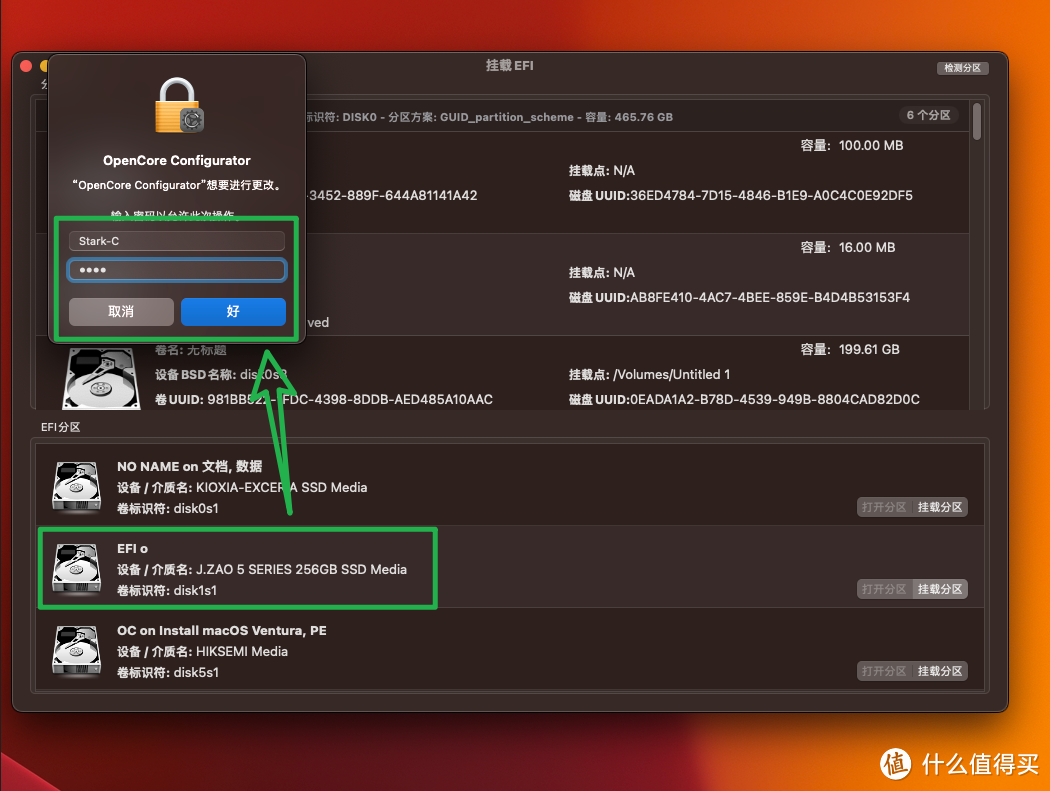 挂载 EFI
检测分区
分
标识符: DISK0 - 分区方案: GUID_partition_scheme - 容量: 465.76 GB
6 个分区
容量: 100.00 MB
挂载点: N/A
-3452-889F-644A81141A42
磁盘 UUID:36ED4784-7D15-4846-B1E9-A0C4C0E92DF5
容量: 16.00 MB
挂载点: N/A
磁盘 UUID:AB8FE410-4AC7-4BEE-859E-B4D4B53153F4
ved
OpenCore Configurator
“OpenCore Configurator”想要进行更改。
输入密码以允许此次操作。
Stark-C
取消
好
卷名: 无标题
容量: 199.61 GB
设备 BSD 名称: disk0s3
挂载点: /Volumes/Untitled 1
卷 UUID: 981BB522-1FDC-4398-8DDB-AED485A10AAC
磁盘 UUID:0EADA1A2-B78D-4539-949B-8804CAD82D0C
EFI分区
NO NAME on 文档, 数据
设备 / 介质名: KIOXIA-EXCERIA SSD Media
卷标识符: disk0s1
打开分区 挂载分区
EFI o
设备 / 介质名: J.ZAO 5 SERIES 256GB SSD Media
卷标识符: disk1s1
打开分区 挂载分区
OC on Install macOS Ventura, PE
设备 / 介质名: HIKSEMI Media
卷标识符: disk5s1
打开分区 挂载分区
值 什么值得买